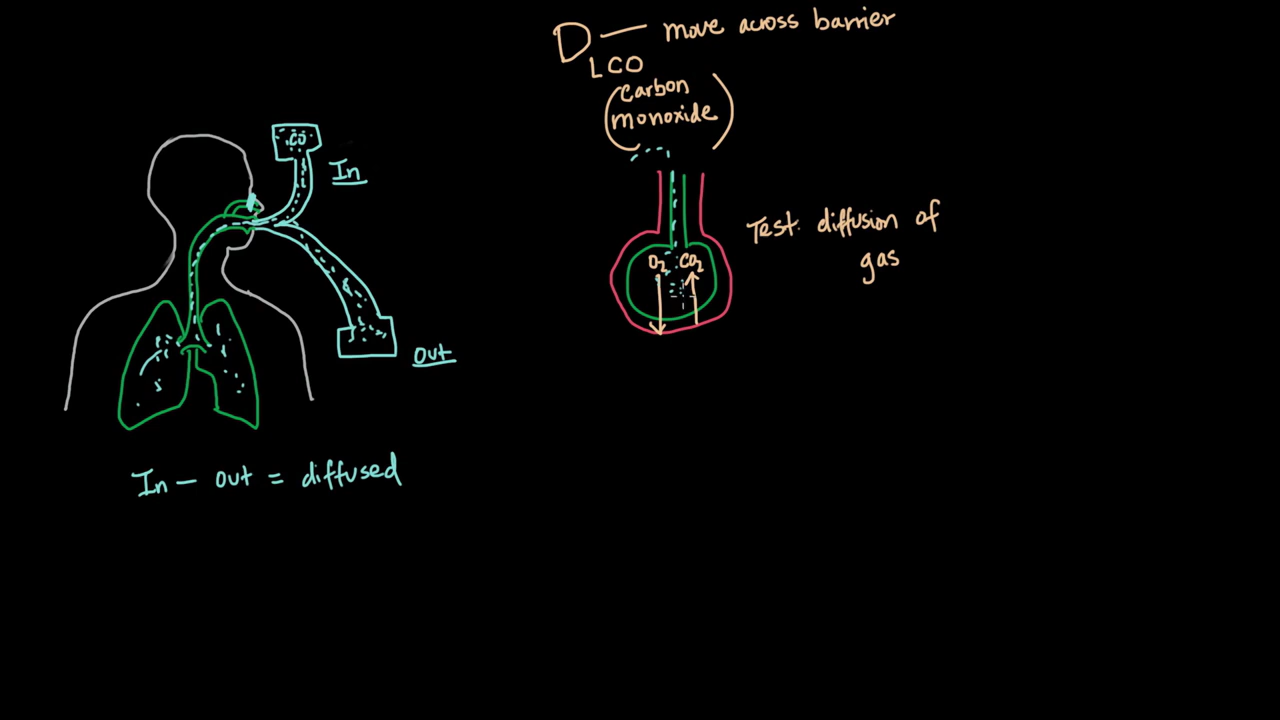 D — move across barrier
LCO
(Carbon
monoxide)
CO
In
Test: diffusion of
gas
O2 CO2
out
In - out = diffused